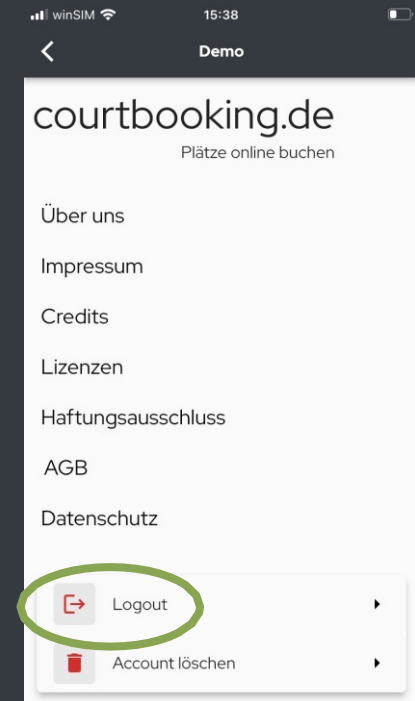 winSIM 15:38
Demo
courtbooking.de
Plätze online buchen
Über uns
Impressum
Credits
Lizenzen
Haftungsausschluss
AGB
Datenschutz
Logout
Account löschen